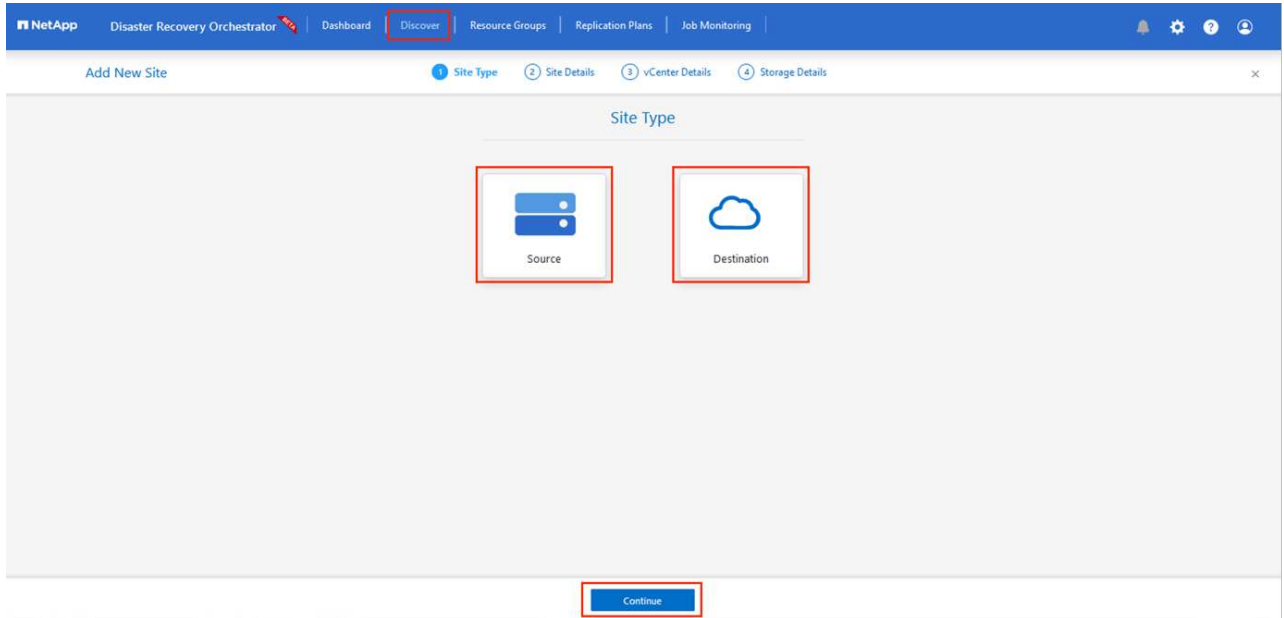 NetApp Disaster Recovery Orchestrator BETA Dashboard Discover Resource Groups Replication Plans Job Monitoring ?
Add New Site 1 Site Type 2 Site Details 3 vCenter Details 4 Storage Details
Site Type
Source Destination
Continue